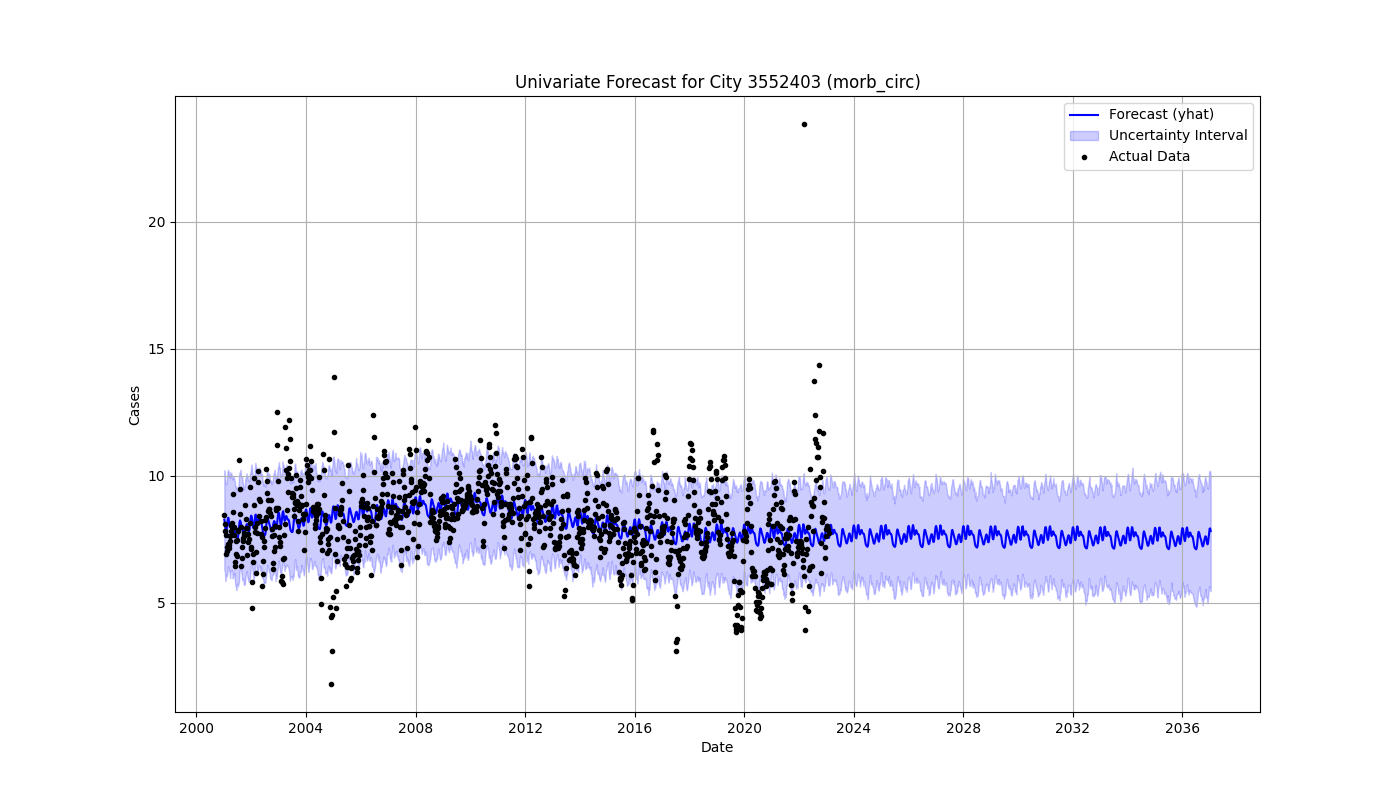 Univariate Forecast for City 3552403 (morb_circ)
Forecast (yhat)
Uncertainty Interval
Actual Data
Cases
20
15
10
5
2000 2004 2008 2012 2016 2020 2024 2028 2032 2036
Date